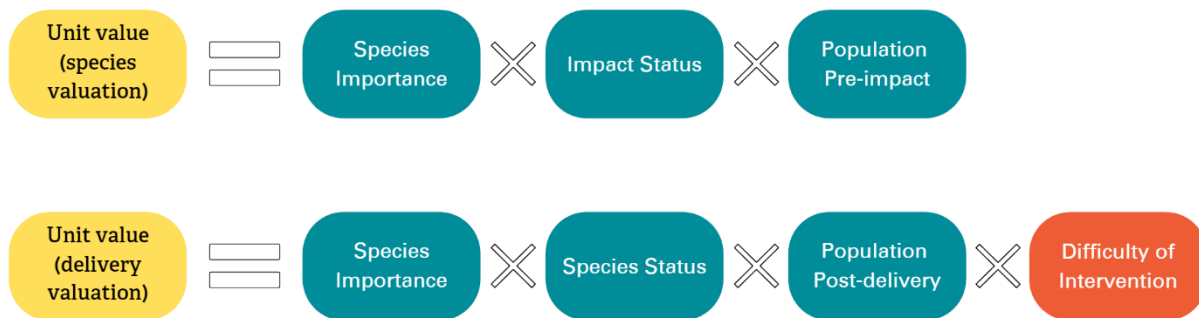 Unit value
(species
valuation)
Species
Importance
Impact Status
Population
Pre-impact
Unit value
(delivery
valuation)
Species
Importance
Species Status
Population
Post-delivery
Difficulty of
Intervention